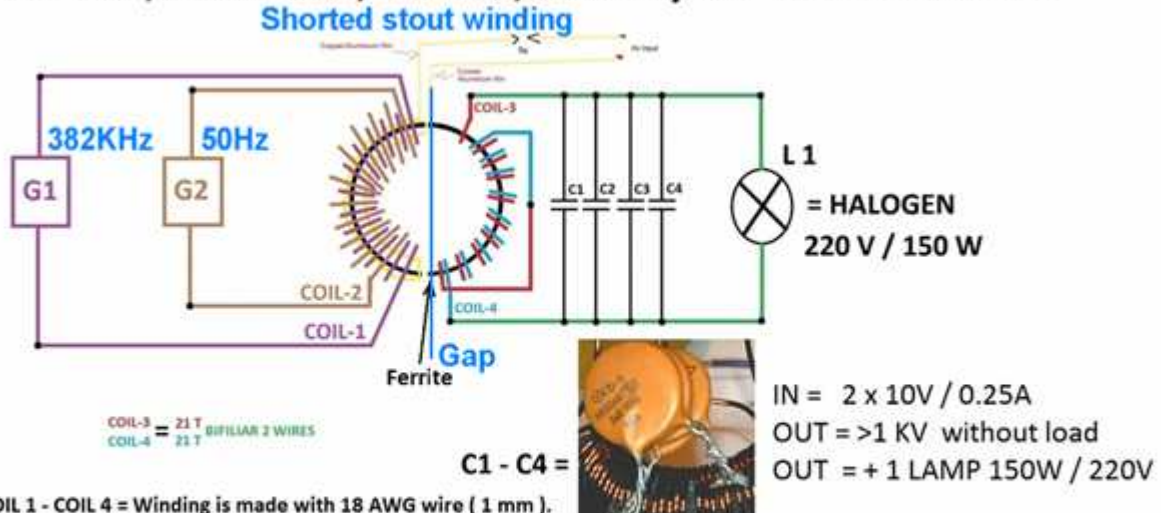 Shorted stout winding
382KHz
50Hz
G1
G2
COIL-3
C1
C2
C3
C4
L 1
= HALOGEN
220 V / 150 W
COIL-2
COIL-1
COIL-4
Gap
Ferrite
COIL-3 = 21 T BIFILIAR 2 WIRES
COIL-4 21 T
C1 - C4 =
IN = 2 x 10V / 0.25A
OUT = >1 KV without load
OUT = + 1 LAMP 150W / 220V
OIL 1 - COIL 4 = Winding is made with 18 AWG wire ( 1 mm ).